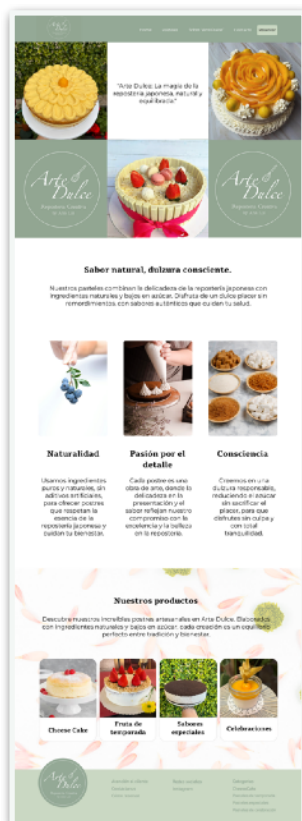 "Arte Dulce: La magia de la
repostería japonesa, natural y
equilibrada."
Arte
Dulce
Arte
Dulce
Sabor natural, dulzura consciente.
Nuestros pasteles combinan la delicadeza de la repostería japonesa con
ingredientes naturales y bajos en azúcar. Disfruta de un dulce placer sin
remordimientos, con sabores auténticos que cuidan tu salud.
Naturalidad
Usamos ingredientes
puros y naturales, sin
aditivos artificiales,
para ofrecer postres
que respetan la
esencia de la
repostería japonesa y
cuidan tu bienestar.
Pasión por el
detalle
Cada postre es una
obra de arte, donde la
delicadeza en la
presentación y el
sabor reflejan nuestro
compromiso con la
excelencia y la belleza
en la repostería.
Consciencia
Creemos en una
dulzura responsable,
reduciendo el azúcar
sin sacrificar el
placer, para que
disfrutes sin culpa y
con total
tranquilidad.
Nuestros productos
Descubre nuestros increíbles postres artesanales en Arte Dulce. Elaborados
con ingredientes naturales y bajos en azúcar, cada creación es un equilibrio
perfecto entre tradición y bienestar.
Cheese Cake
Fruta de
temporada
Sabores
especiales
Celebraciones
Arte
Dulce